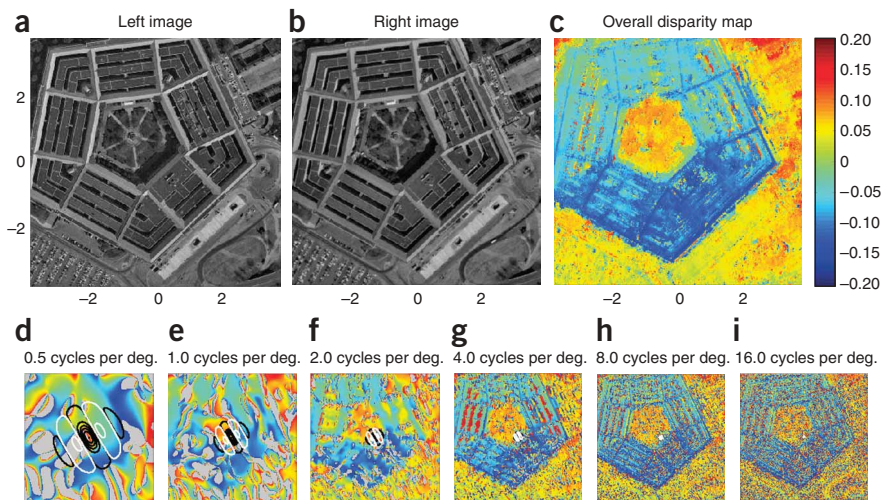 a Left image
b Right image
c Overall disparity map
2
0
−2
−2 0 2
−2 0 2
−2 0 2
0.20
0.15
0.10
0.05
0
−0.05
−0.10
−0.15
−0.20
d
0.5 cycles per deg.
e
1.0 cycles per deg.
f
2.0 cycles per deg.
g
4.0 cycles per deg.
h
8.0 cycles per deg.
i
16.0 cycles per deg.